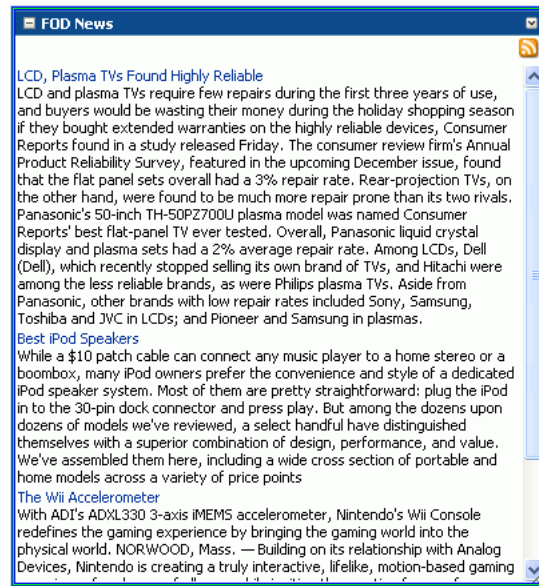 FOD News
LCD, Plasma TVs Found Highly Reliable
LCD and plasma TVs require few repairs during the first three years of use,
and buyers would be wasting their money during the holiday shopping season
if they bought extended warranties on the highly reliable devices, Consumer
Reports found in a study released Friday. The consumer review firm's Annual
Product Reliability Survey, featured in the upcoming December issue, found
that the flat panel sets overall had a 3% repair rate. Rear-projection TVs, on
the other hand, were found to be much more repair prone than its two rivals.
Panasonic's 50-inch TH-50PZ700U plasma model was named Consumer
Reports' best flat-panel TV ever tested. Overall, Panasonic liquid crystal
display and plasma sets had a 2% average repair rate. Among LCDs, Dell
(Dell), which recently stopped selling its own brand of TVs, and Hitachi were
among the less reliable brands, as were Philips plasma TVs. Aside from
Panasonic, other brands with low repair rates included Sony, Samsung,
Toshiba and JVC in LCDs; and Pioneer and Samsung in plasmas.
Best iPod Speakers
While a $10 patch cable can connect any music player to a home stereo or a
boombox, many iPod owners prefer the convenience and style of a dedicated
iPod speaker system. Most of them are pretty straightforward: plug the iPod
in to the 30-pin dock connector and press play. But among the dozens upon
dozens of models we've reviewed, a select handful have distinguished
themselves with a superior combination of design, performance, and value.
We've assembled them here, including a wide cross section of portable and
home models across a variety of price points
The Wii Accelerometer
With ADI's ADXL330 3-axis iMEMS accelerometer, Nintendo's Wii Console
redefines the gaming experience by bringing the gaming world into the
physical world. NORWOOD, Mass. — Building on its relationship with Analog
Devices, Nintendo is creating a truly interactive, lifelike, motion-based gaming